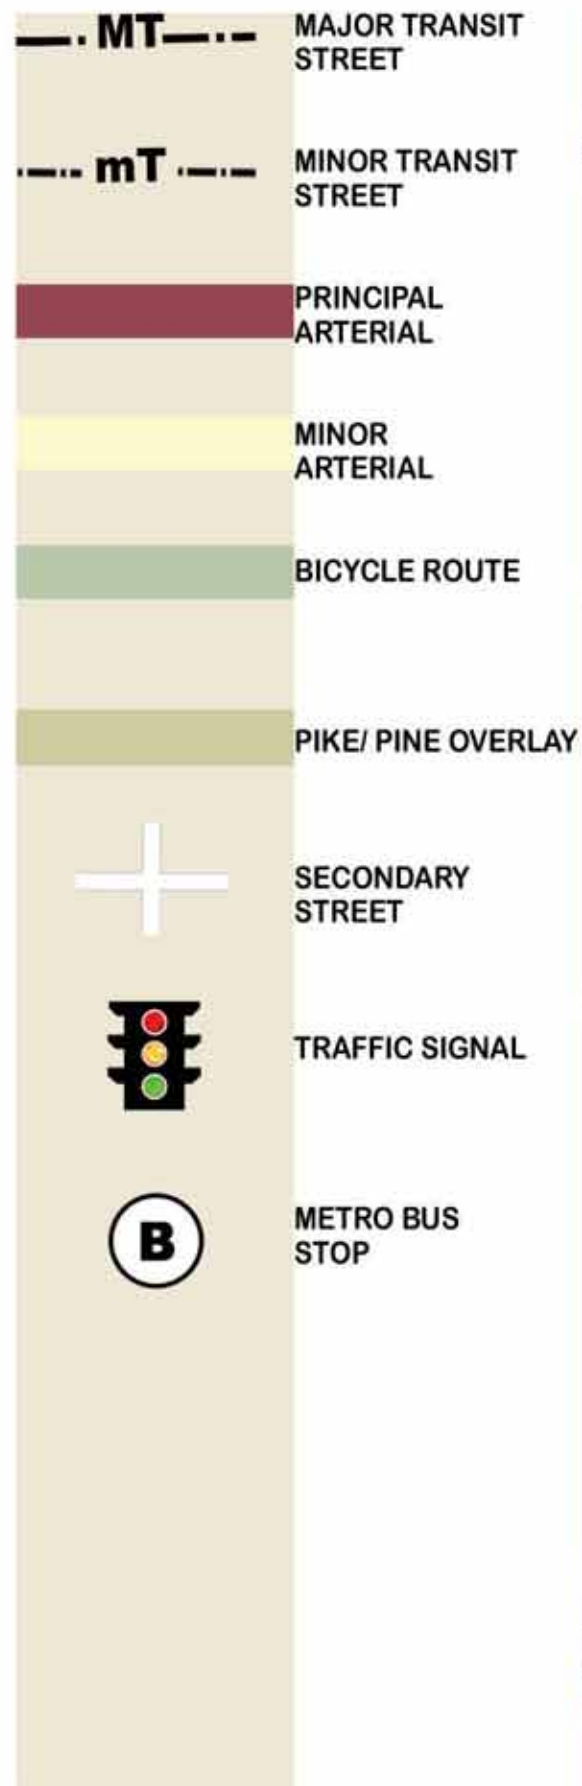 MT
MAJOR TRANSIT
STREET
mT
MINOR TRANSIT
STREET
PRINCIPAL
ARTERIAL
MINOR
ARTERIAL
BICYCLE ROUTE
PIKE/ PINE OVERLAY
SECONDARY
STREET
TRAFFIC SIGNAL
B
METRO BUS
STOP